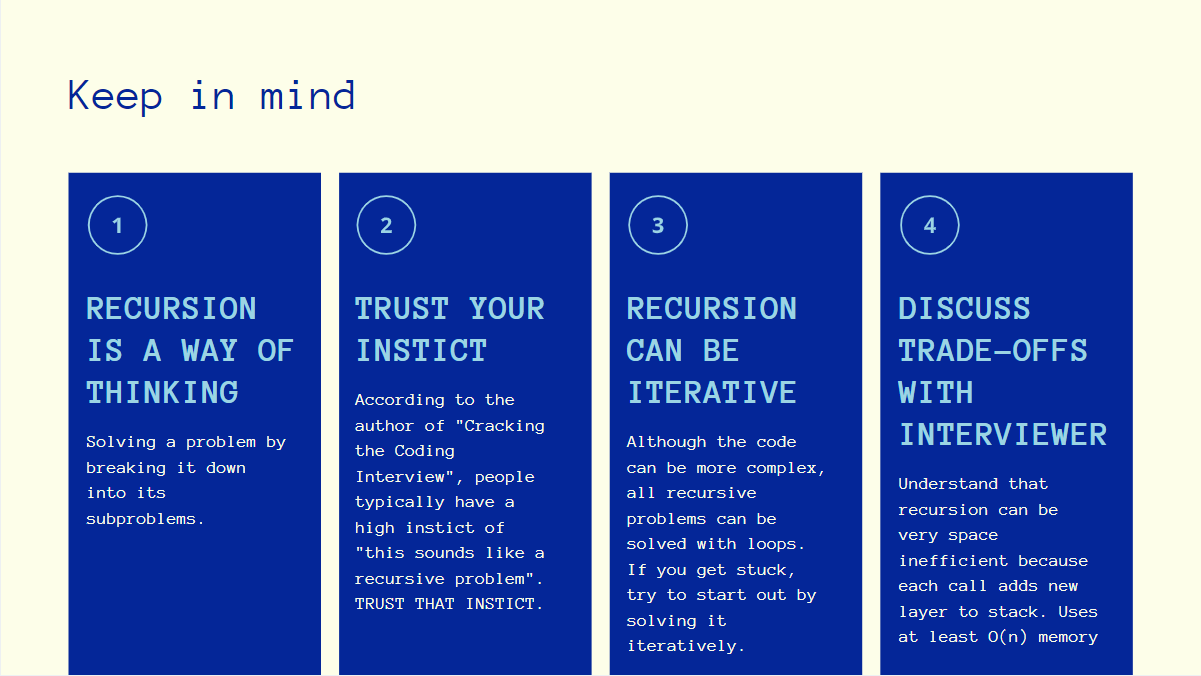 Keep in mind
1
RECURSION
IS A WAY OF
THINKING
Solving a problem by
breaking it down
into its
subproblems.
2
TRUST YOUR
INSTICT
According to the
author of "Cracking
the Coding
Interview", people
typically have a
high instict of
"this sounds like a
recursive problem".
TRUST THAT INSTICT.
3
RECURSION
CAN BE
ITERATIVE
Although the code
can be more complex,
all recursive
problems can be
solved with loops.
If you get stuck,
try to start out by
solving it
iteratively.
4
DISCUSS
TRADE-OFFS
WITH
INTERVIEWER
Understand that
recursion can be
very space
inefficient because
each call adds new
layer to stack. Uses
at least O(n) memory